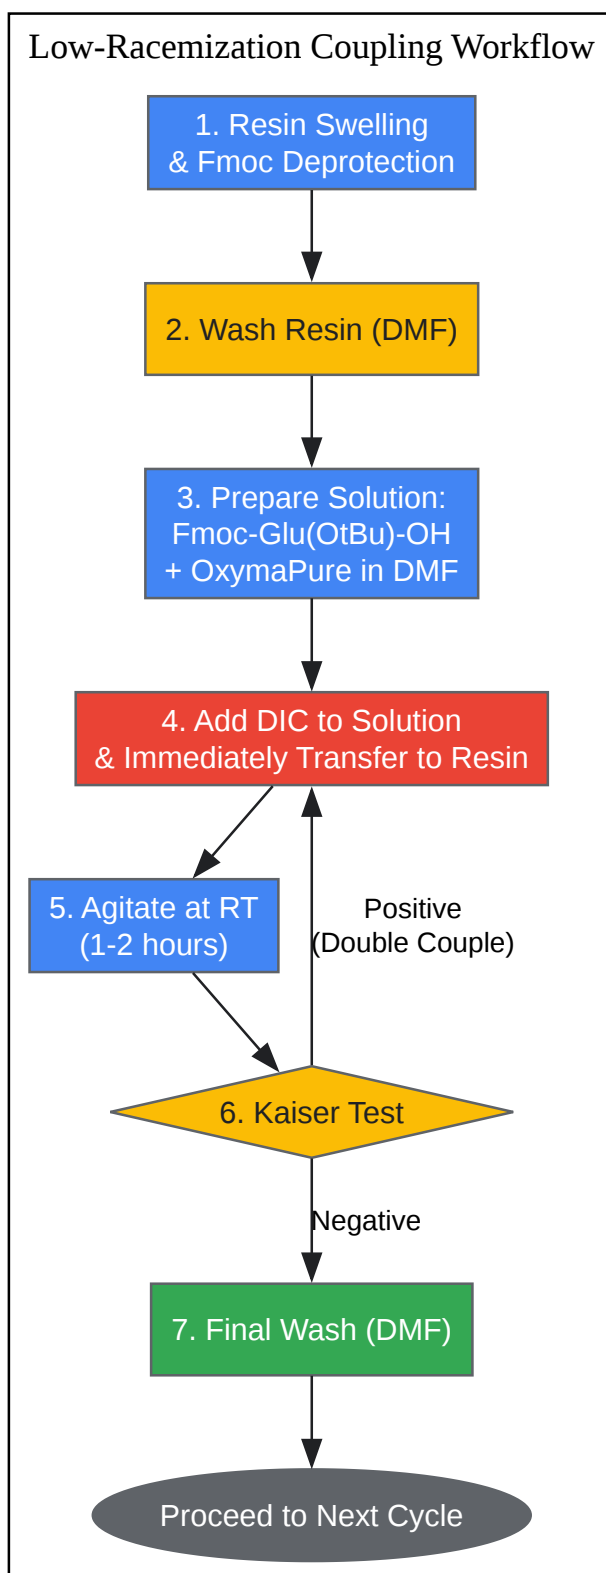 Low-Racemization Coupling Workflow
1. Resin Swelling
& Fmoc Deprotection
2. Wash Resin (DMF)
3. Prepare Solution:
Fmoc-Glu(OtBu)-OH
+ OxymaPure in DMF
4. Add DIC to Solution
& Immediately Transfer to Resin
5. Agitate at RT
(1-2 hours)
Positive
(Double Couple)
6. Kaiser Test
Negative
7. Final Wash (DMF)
Proceed to Next Cycle